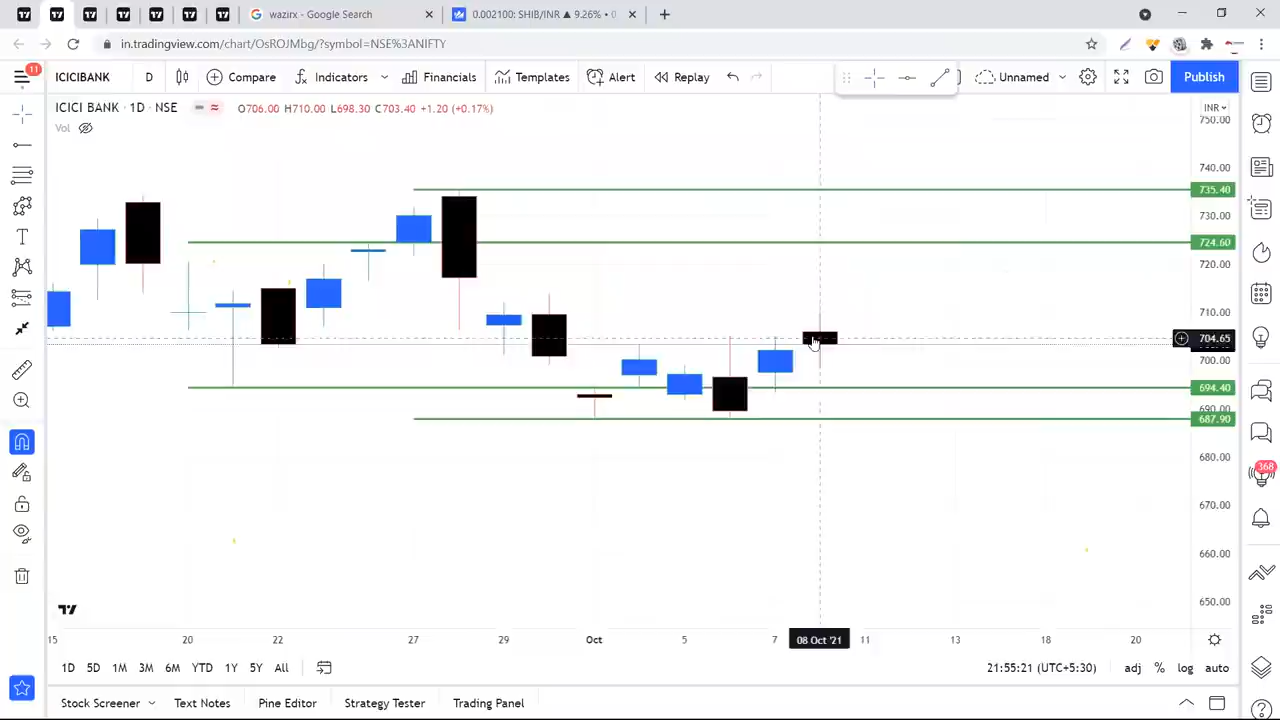 wazirx - Google Search
0.002100: SHIB/INR ▲ 9.26% •
in.tradingview.com/chart/OsROJMbg/?symbol=NSE%3ANIFTY
11
ICICIBANK
D
Compare
Indicators
Financials
Templates
Alert
Replay
Unnamed
Publish
ICICI BANK · 1D · NSE
O706.00 H710.00 L698.30 C703.40 +1.20 (+0.17%)
INR
Vol
750.00
740.00
735.40
730.00
724.60
720.00
710.00
704.65
700.00
694.40
690.00
687.90
680.00
670.00
660.00
650.00
368
15 20 22 27 29 Oct 5 7 08 Oct '21 11 13 18 20
1D 5D 1M 3M 6M YTD 1Y 5Y All
21:55:21 (UTC+5:30)
adj % log auto
Stock Screener
Text Notes
Pine Editor
Strategy Tester
Trading Panel